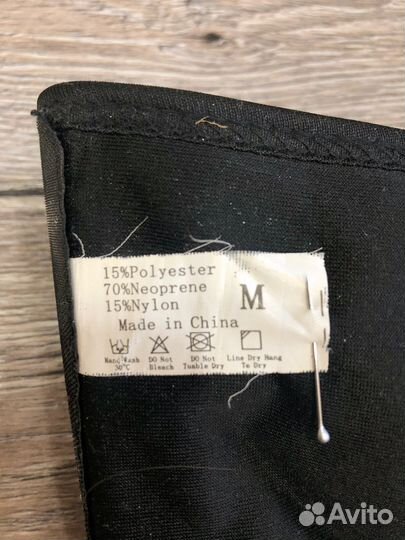 15%Polyester
70%Neoprene
15%Nylon
M
Made in China
Hand Wash
30°C
DO Not
Bleach
DO Not
Tumble Dry
Line Dry Hang
To Dry
Avito